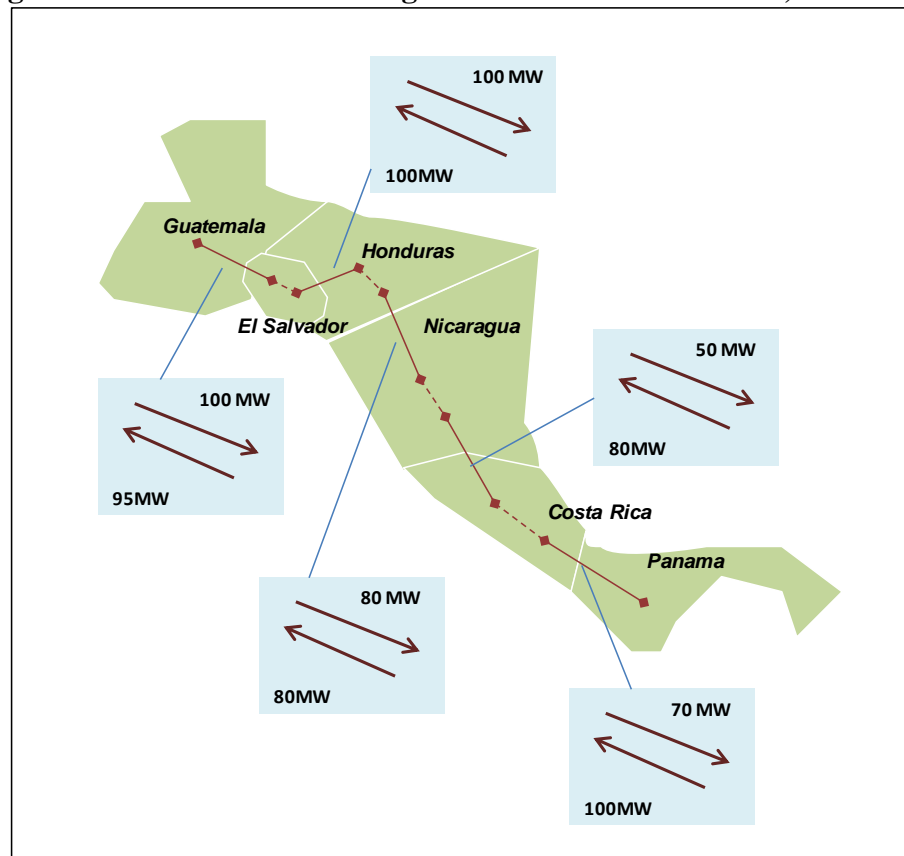 100 MW
100MW
Guatemala
Honduras
El Salvador
Nicaragua
50 MW
80MW
100 MW
95MW
Costa Rica
Panama
80 MW
80MW
70 MW
100MW